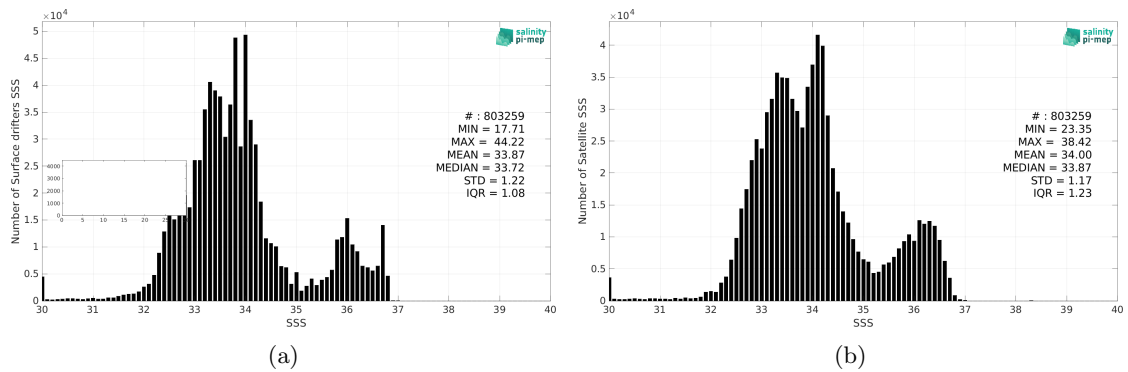 ×10⁴
5
4.5
4
3.5
3
2.5
2
1.5
1
0.5
0
Number of Surface drifters SSS
30 31 32 33 34 35 36 37 38 39 40
SSS
4000
3000
2000
1000
0
0 5 10 15 20 25
salinity
pi-mep
# : 803259
MIN = 17.71
MAX = 44.22
MEAN = 33.87
MEDIAN = 33.72
STD = 1.22
IQR = 1.08
(a)
×10⁴
4
3.5
3
2.5
2
1.5
1
0.5
0
Number of Satellite SSS
30 31 32 33 34 35 36 37 38 39 40
SSS
salinity
pi-mep
# : 803259
MIN = 23.35
MAX = 38.42
MEAN = 34.00
MEDIAN = 33.87
STD = 1.17
IQR = 1.23
(b)